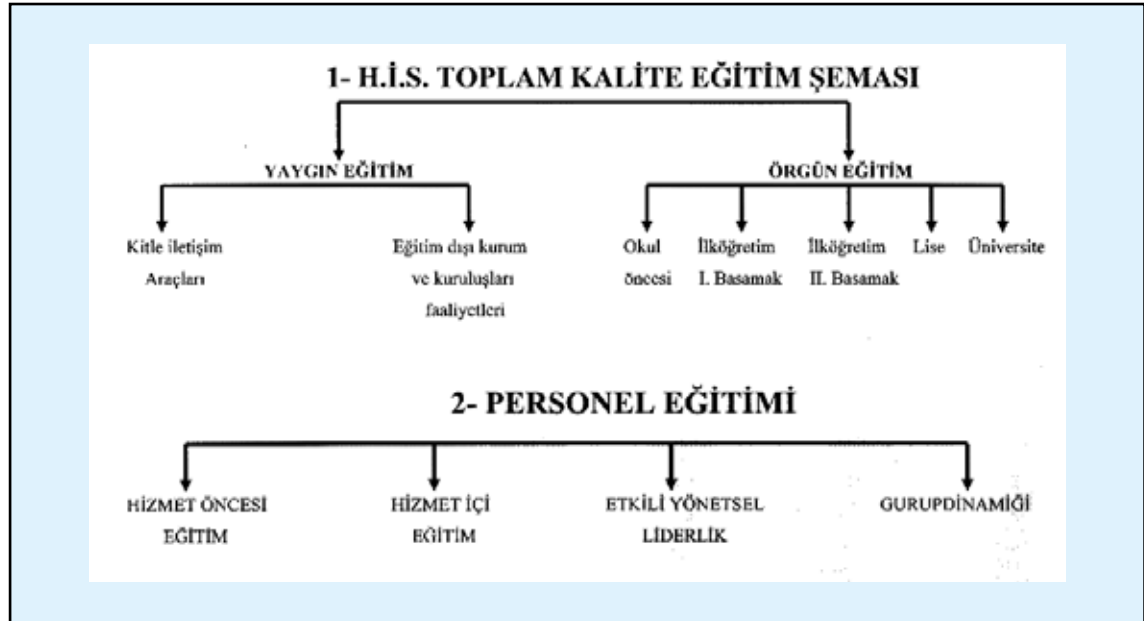 1- H.İ.S. TOPLAM KALİTE EĞİTİM ŞEMASI
YAYGIN EĞİTİM
ÖRGÜN EĞİTİM
Kitle iletişim
Araçları
Eğitim dışı kurum
ve kuruluşları
faaliyetleri
Okul
öncesi
İlköğretim
I. Basamak
İlköğretim
II. Basamak
Lise
Üniversite
2- PERSONEL EĞİTİMİ
HİZMET ÖNCESİ
EĞİTİM
HİZMET İÇİ
EĞİTİM
ETKİLİ YÖNETSEL
LİDERLİK
GURUPDİNAMİĞİ